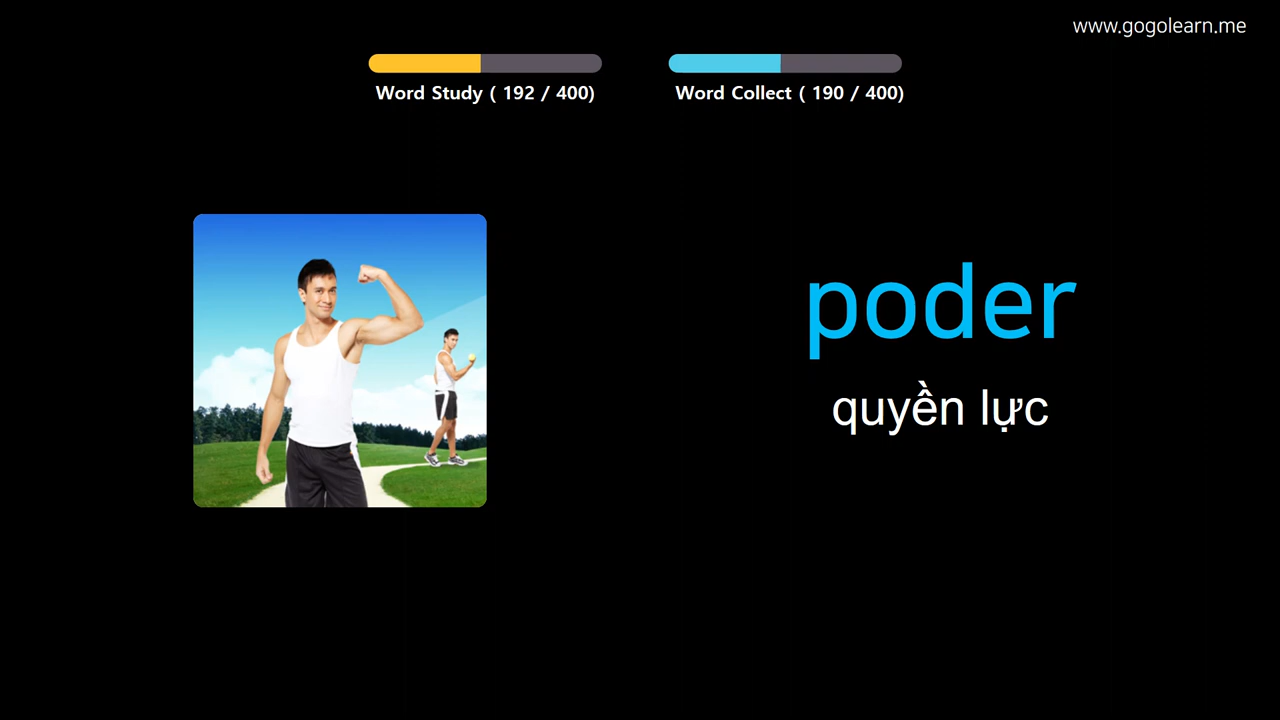 www.gogolearn.me
Word Study ( 192 / 400)
Word Collect ( 190 / 400)
poder
quyền lực